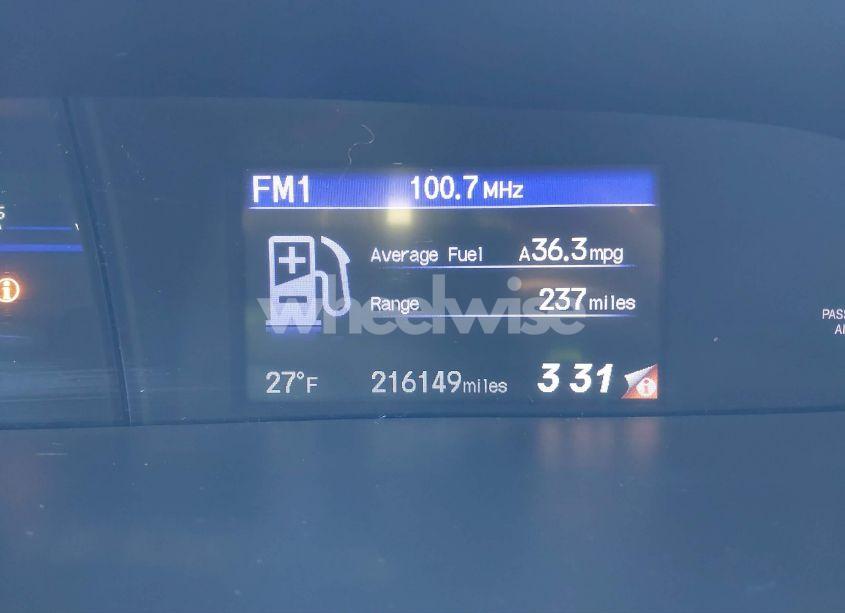 FM1 100.7MHz
Average Fuel A36.3mpg
Range 237miles
wheelwise
27°F 216149miles 3 31